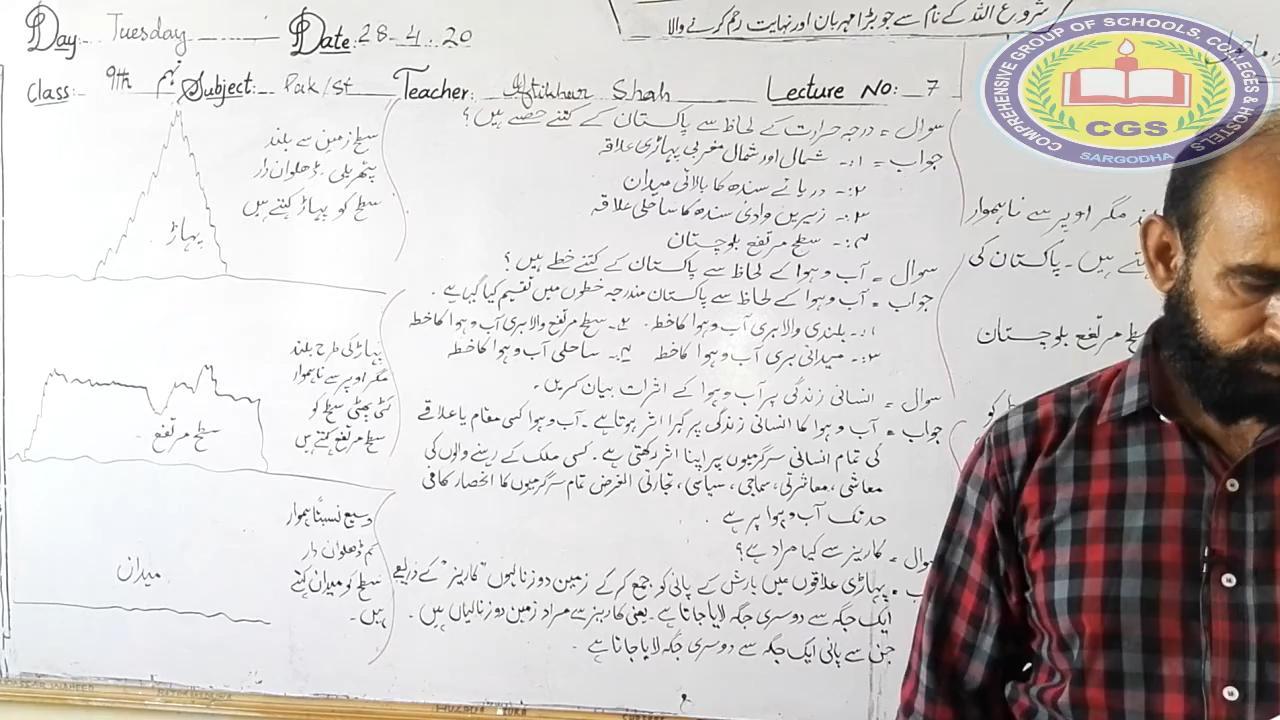 شروع اللہ کے نام سے جو بڑا مہربان اور نہایت رحم کرنے والا
Day: Tuesday Date: 28-4-20
Class: 9th Subject: Pak/St Teacher: Iftikhar Shah Lecture No: 7
COMPREHENSIVE GROUP OF SCHOOLS, COLLEGES & HOSTELS
CGS
SARGODHA
سوال = درجہ حرارت کے لحاظ سے پاکستان کے کتنے حصے ہیں؟
جواب = ۱:- شمالی اور شمال مغربی پہاڑی علاقہ
۲:- دریائے سندھ کا بالائی میدان
۳:- زیریں وادئ سندھ کا ساحلی علاقہ
۴:- سطح مرتفع بلوچستان
سوال = آب و ہوا کے لحاظ سے پاکستان کے کتنے خطے ہیں؟
جواب = آب و ہوا کے لحاظ سے پاکستان مندرجہ خطوں میں تقسیم کیا گیا ہے۔
۱:- بلندی والا بری آب و ہوا کا خطہ۔ ۲:- سطح مرتفع والا بری آب و ہوا کا خطہ
۳:- میدانی بری آب و ہوا کا خطہ ۴:- ساحلی آب و ہوا کا خطہ
سوال = انسانی زندگی پر آب و ہوا کے اثرات بیان کریں۔
جواب = آب و ہوا کا انسانی زندگی پر گہرا اثر ہوتا ہے۔ آب و ہوا کسی مقام یا علاقے
کی تمام انسانی سرگرمیوں پر اپنا اثر رکھتی ہے۔ کسی ملک کے رہنے والوں کی
معاشی، معاشرتی، سماجی، سیاسی، تجارتی الغرض تمام سرگرمیوں کا انحصار کافی
حد تک آب و ہوا پر ہے۔
سوال = کاریز سے کیا مراد ہے؟
پہاڑی علاقوں میں بارش کے پانی کو جمع کر کے زمین دوز نالیوں "کاریز" کے ذریعے
ایک جگہ سے دوسری جگہ لایا جاتا ہے۔ یعنی کاریز سے مراد زمین دوز نالیاں ہیں۔
جن سے پانی ایک جگہ سے دوسری جگہ لایا جاتا ہے۔
سطح زمین سے بلند
پتھریلی، ڈھلوان دار
سطح کو پہاڑ کہتے ہیں
پہاڑ
پہاڑ کی طرح بلند
مگر اوپر سے ناہموار
کٹی پھٹی سطح کو
سطح مرتفع کہتے ہیں
سطح مرتفع
وسیع نسبتاً ہموار
کم ڈھلوان دار
سطح کو میدان کہتے
ہیں۔
میدان
مگر اوپر سے ناہموار
ہیں۔ پاکستان کی
سطح مرتفع بلوچستان